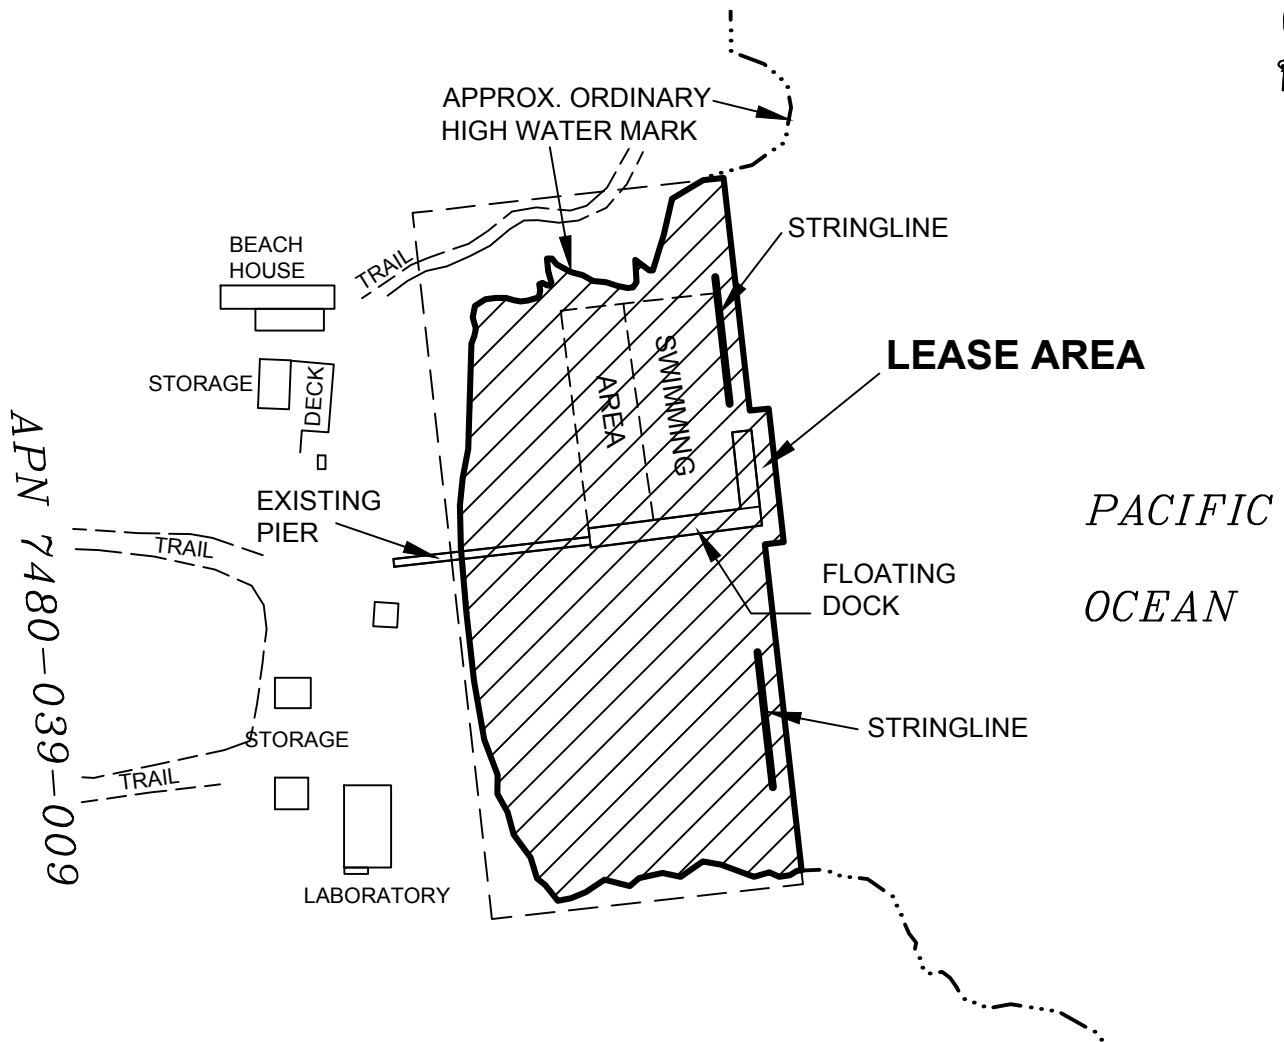 APPROX. ORDINARY
HIGH WATER MARK
STRINGLINE
BEACH
HOUSE
TRAIL
LEASE AREA
STORAGE
DECK
SWIMMING
AREA
APN 7480-039-009
EXISTING
PIER
PACIFIC
OCEAN
TRAIL
FLOATING
DOCK
STRINGLINE
STORAGE
TRAIL
LABORATORY